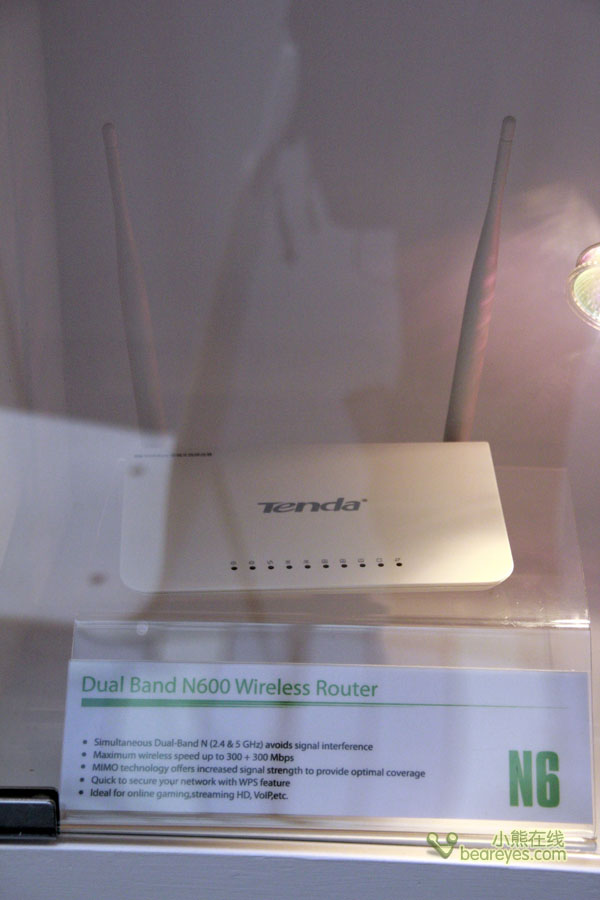 Tenda
Dual Band N600 Wireless Router
• Simultaneous Dual-Band N (2.4 & 5 GHz) avoids signal interference
• Maximum wireless speed up to 300 + 300 Mbps
• MIMO technology offers increased signal strength to provide optimal coverage
• Quick to secure your network with WPS feature
• Ideal for online gaming,streaming HD, VoIP,etc.
N6
小熊在线
beareyes.com